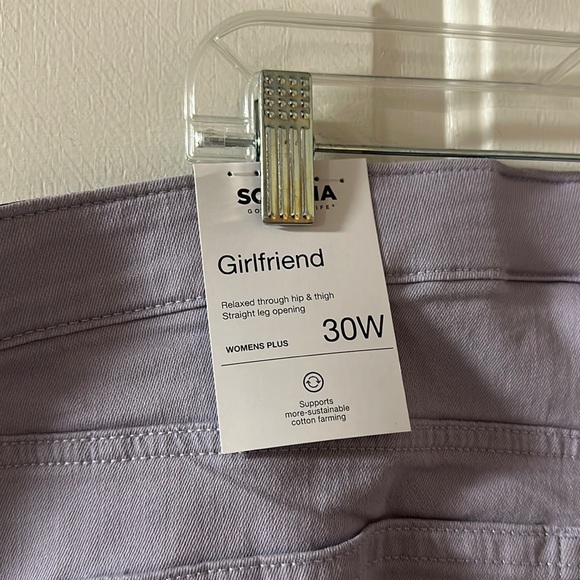 Girlfriend
Relaxed through hip & thigh
Straight leg opening
WOMENS PLUS
30W
Supports
more-sustainable
cotton farming